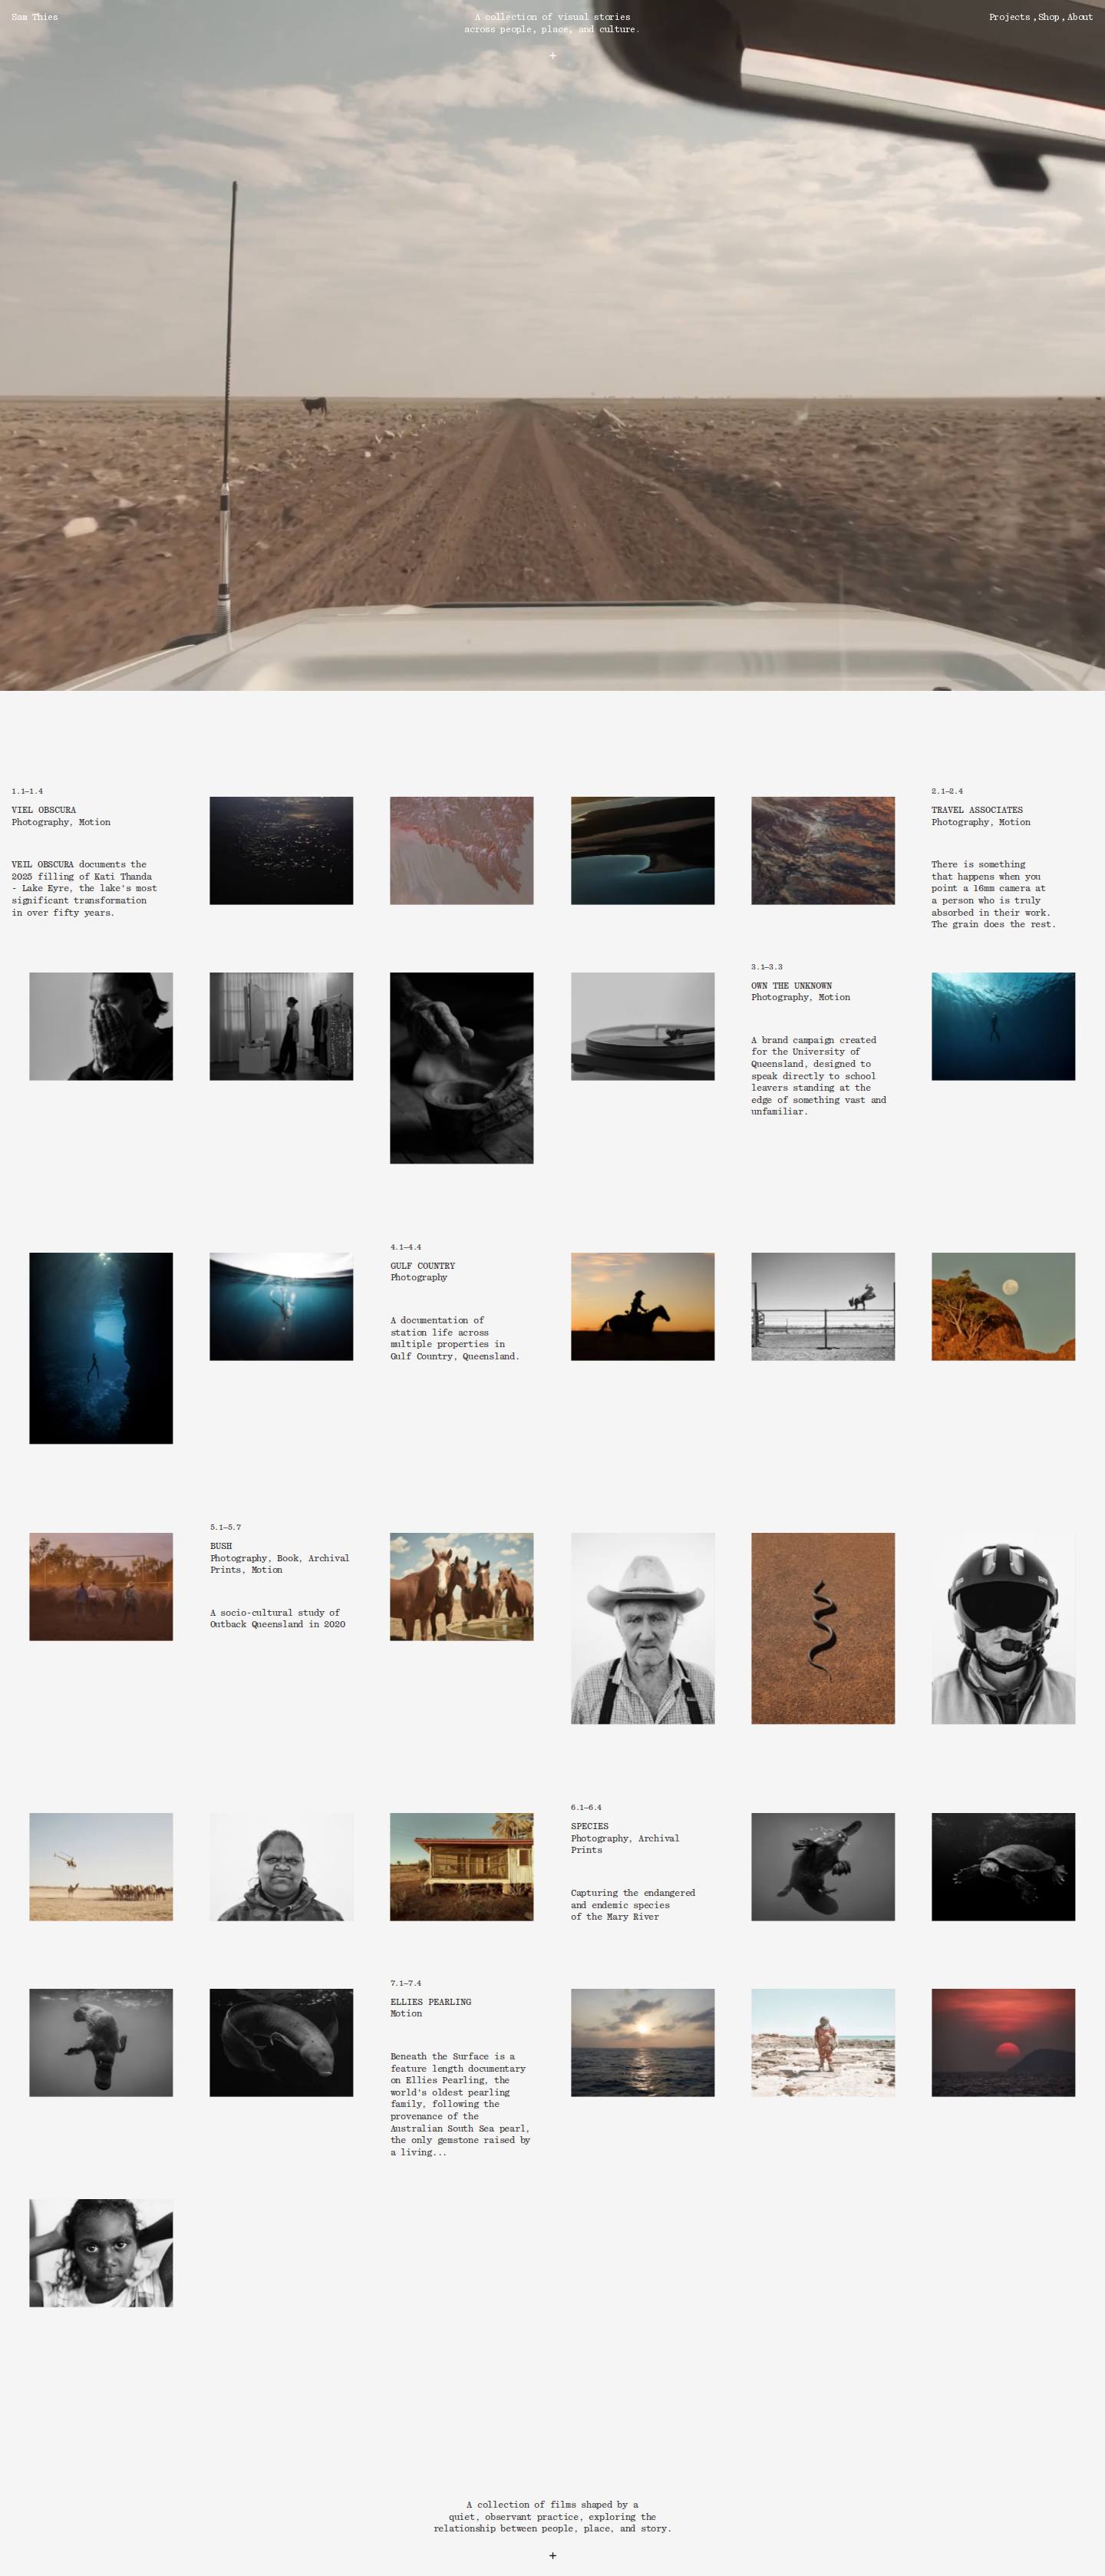 Sam Thies
A collection of visual stories
across people, place, and culture.
+
Projects , Shop , About
1.1—1.4
VIEL OBSCURA
Photography, Motion
VEIL OBSCURA documents the
2025 filling of Kati Thanda
- Lake Eyre, the lake's most
significant transformation
in over fifty years.
2.1—2.4
TRAVEL ASSOCIATES
Photography, Motion
There is something
that happens when you
point a 16mm camera at
a person who is truly
absorbed in their work.
The grain does the rest.
3.1—3.3
OWN THE UNKNOWN
Photography, Motion
A brand campaign created
for the University of
Queensland, designed to
speak directly to school
leavers standing at the
edge of something vast and
unfamiliar.
4.1—4.4
GULF COUNTRY
Photography
A documentation of
station life across
multiple properties in
Gulf Country, Queensland.
5.1—5.7
BUSH
Photography, Book, Archival
Prints, Motion
A socio-cultural study of
Outback Queensland in 2020
6.1—6.4
SPECIES
Photography, Archival
Prints
Capturing the endangered
and endemic species
of the Mary River
7.1—7.4
ELLIES PEARLING
Motion
Beneath the Surface is a
feature length documentary
on Ellies Pearling, the
world's oldest pearling
family, following the
provenance of the
Australian South Sea pearl,
the only gemstone raised by
a living...
A collection of films shaped by a
quiet, observant practice, exploring the
relationship between people, place, and story.
+